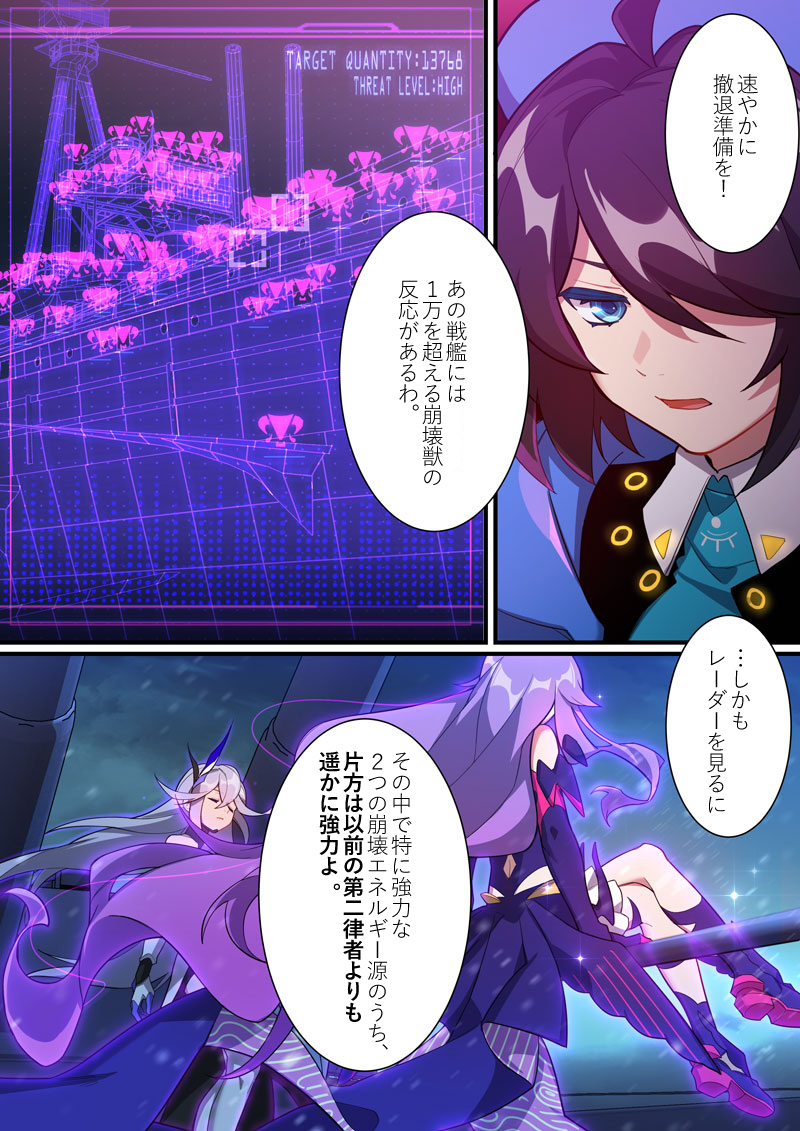 速やかに
撤退準備を！
あの戦艦には
１万を超える崩壊獣の
反応があるわ。
TARGET QUANTITY:13768
THREAT LEVEL:HIGH
…しかも
レーダーを見るに
その中で特に強力な
２つの崩壊エネルギー源のうち、
片方は以前の第二律者よりも
遥かに強力よ。